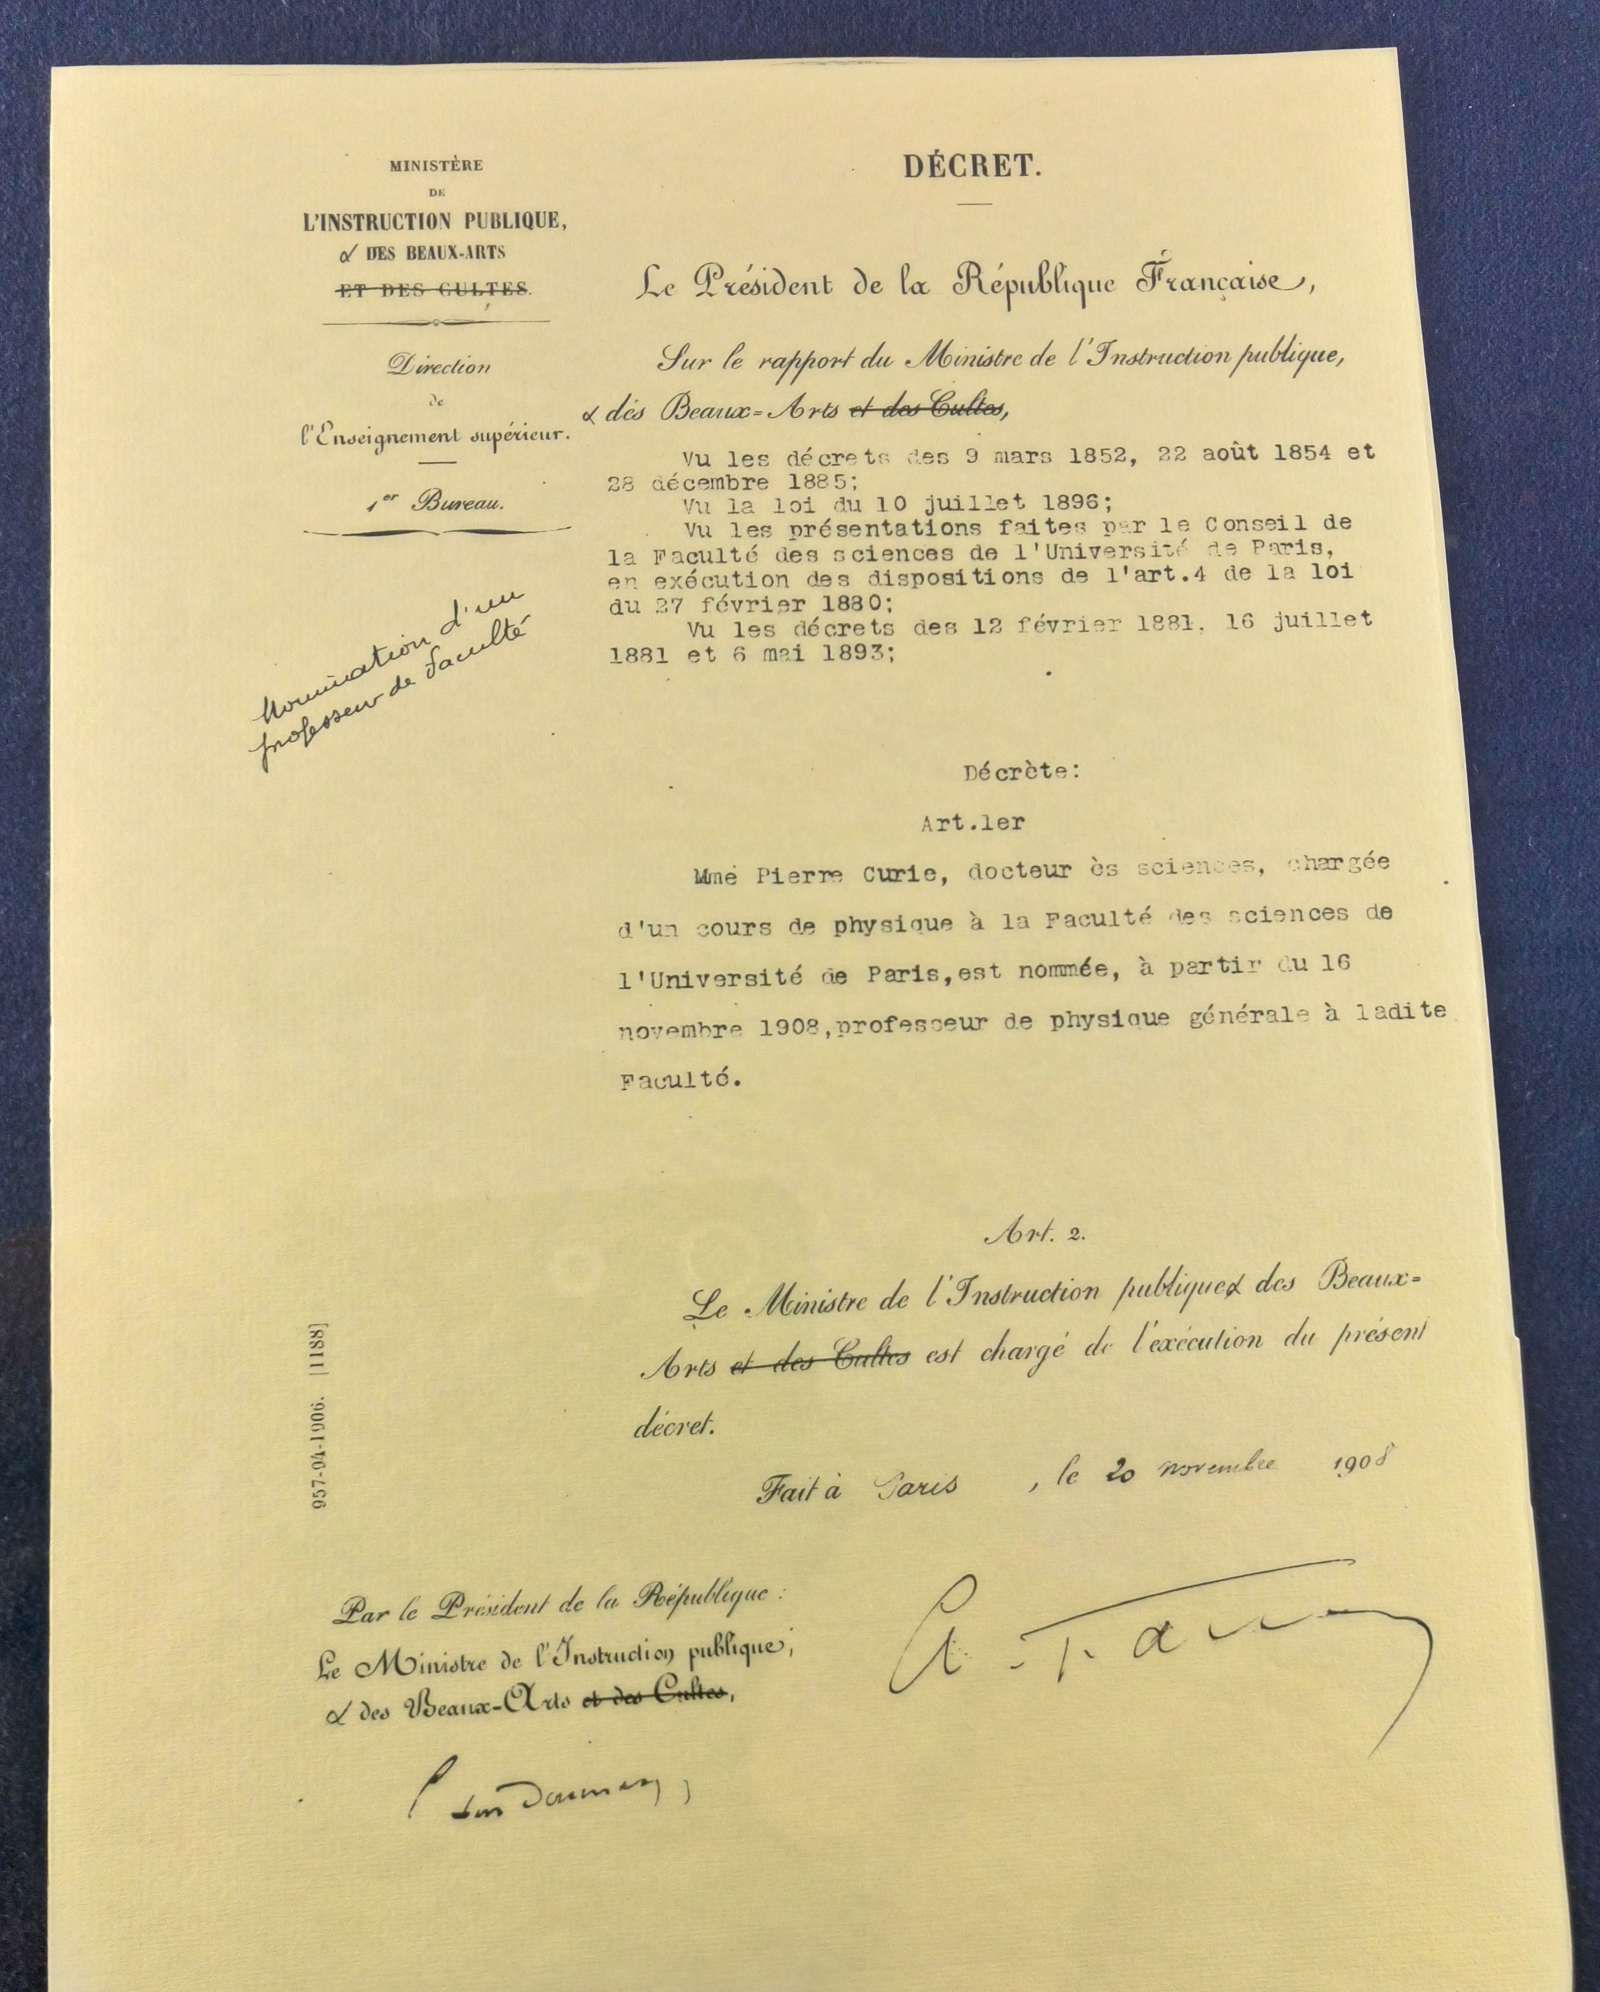 MINISTÈRE
DE
L'INSTRUCTION PUBLIQUE,
& DES BEAUX-ARTS
ET DES CULTES.
Direction
de
l'Enseignement supérieur.
1er Bureau.
Nomination d'un
professeur de faculté
DÉCRET.
Le Président de la République Française,
Sur le rapport du Ministre de l'Instruction publique,
& des Beaux=Arts et des Cultes,
Vu les décrets des 9 mars 1852, 22 août 1854 et
28 décembre 1885;
Vu la loi du 10 juillet 1896;
Vu les présentations faites par le Conseil de
la Faculté des sciences de l'Université de Paris,
en exécution des dispositions de l'art.4 de la loi
du 27 février 1880;
Vu les décrets des 12 février 1881, 16 juillet
1881 et 6 mai 1893;
Décrète:
Art.1er
Mme Pierre Curie, docteur ès sciences, chargée
d'un cours de physique à la Faculté des sciences de
l'Université de Paris,est nommée, à partir du 16
novembre 1908,professeur de physique générale à ladite
Faculté.
Art. 2.
Le Ministre de l'Instruction publique & des Beaux=
Arts et des Cultes est chargé de l'exécution du présent
décret.
Fait à Paris , le 20 novembre 1908
957-94-1906. [1188]
Par le Président de la République :
Le Ministre de l'Instruction publique,
& des Beaux-Arts et des Cultes,